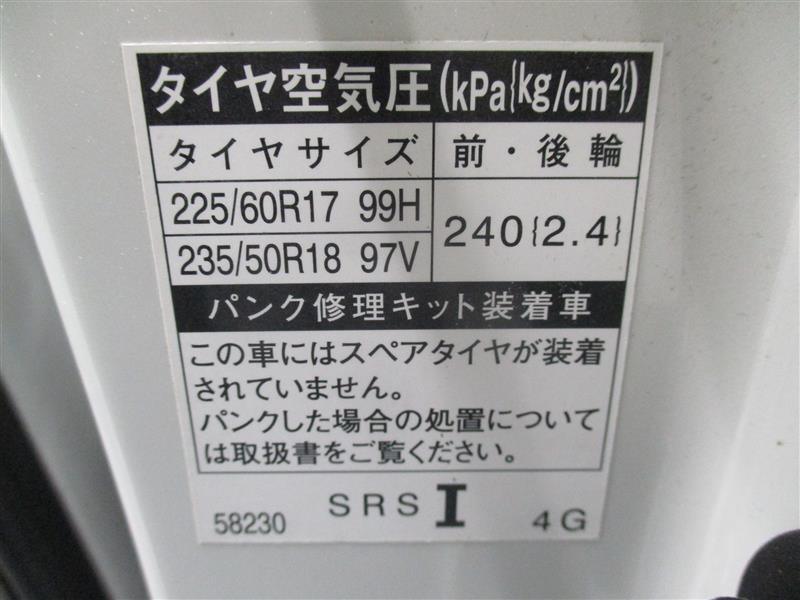 タイヤ空気圧(kPa{kg/cm²})
タイヤサイズ 前・後輪
225/60R17 99H
240{2.4}
235/50R18 97V
パンク修理キット装着車
この車にはスペアタイヤが装着
されていません。
パンクした場合の処置について
は取扱書をご覧ください。
58230 SRS I 4G